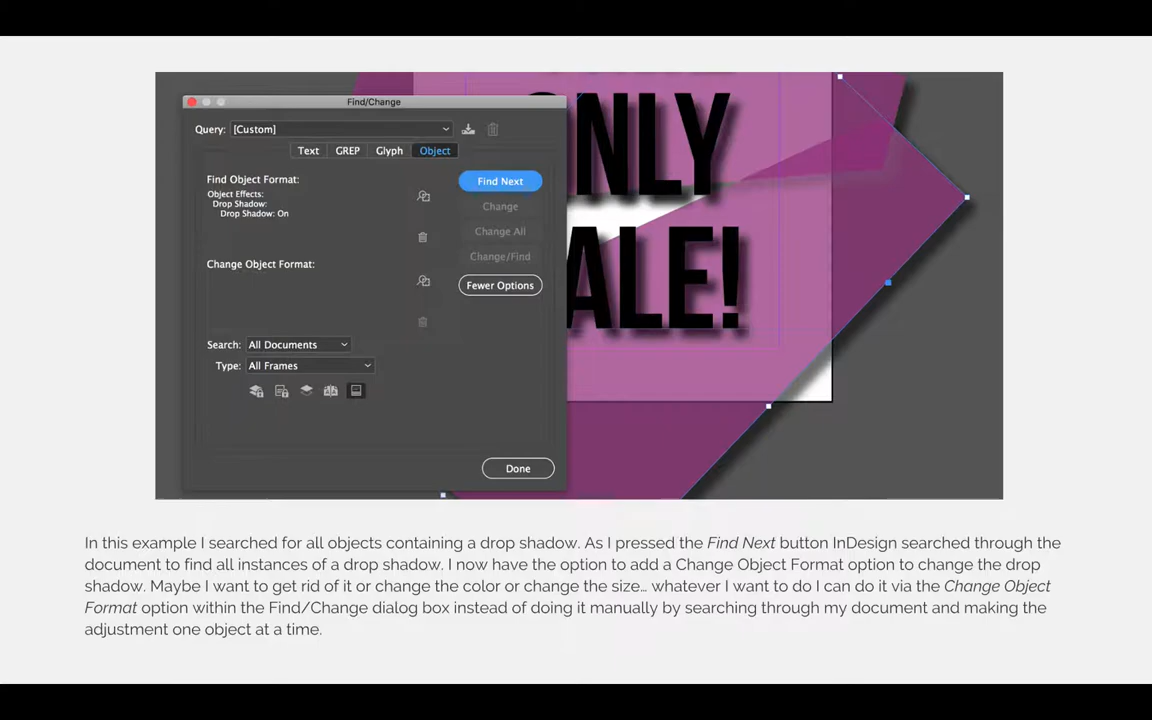 Find/Change
Query: [Custom]
Text GREP Glyph Object
Find Object Format:
Object Effects:
Drop Shadow:
Drop Shadow: On
Find Next
Change
Change All
Change/Find
Change Object Format:
Fewer Options
Search: All Documents
Type: All Frames
Done
NLY
ALE!
In this example I searched for all objects containing a drop shadow. As I pressed the Find Next button InDesign searched through the
document to find all instances of a drop shadow. I now have the option to add a Change Object Format option to change the drop
shadow. Maybe I want to get rid of it or change the color or change the size... whatever I want to do I can do it via the Change Object
Format option within the Find/Change dialog box instead of doing it manually by searching through my document and making the
adjustment one object at a time.